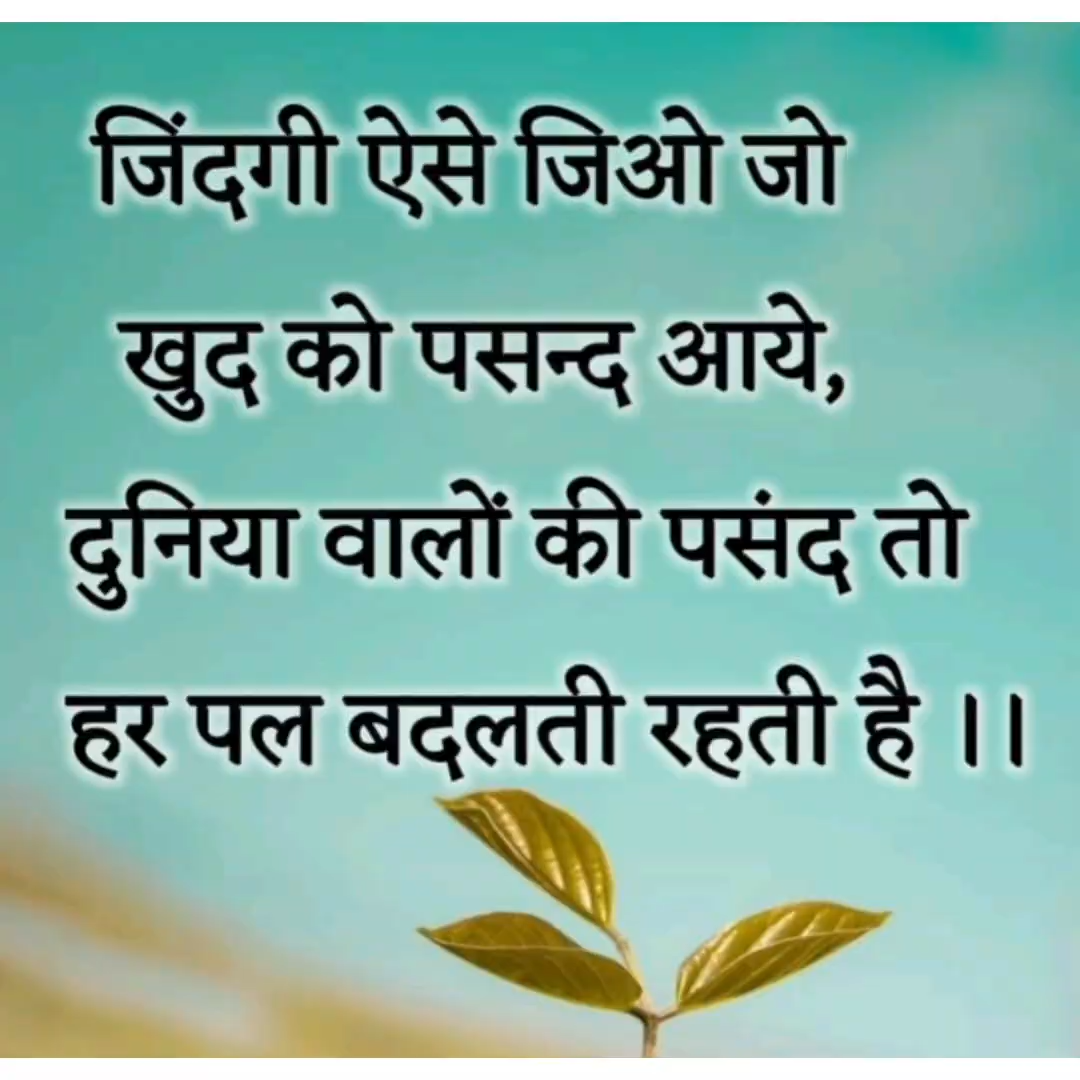 जिंदगी ऐसे जिओ जो
खुद को पसन्द आये,
दुनिया वालों की पसंद तो
हर पल बदलती रहती है ।।